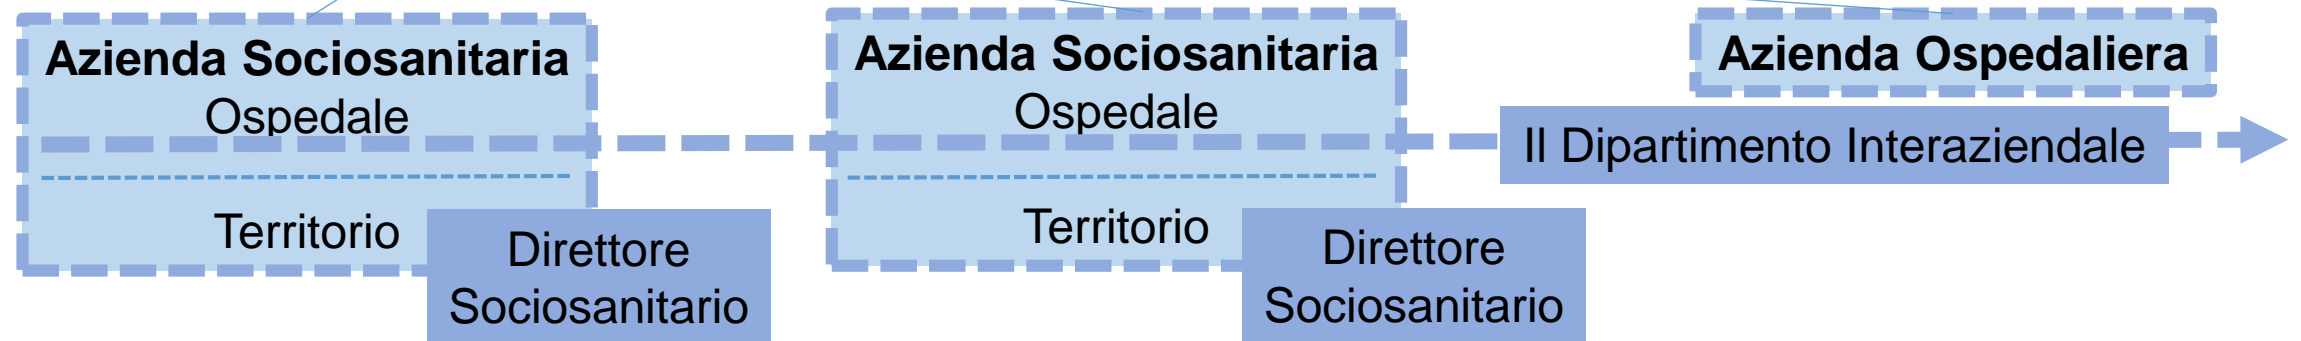 Azienda Sociosanitaria
Ospedale
Territorio
Direttore
Sociosanitario
Azienda Sociosanitaria
Ospedale
Territorio
Direttore
Sociosanitario
Azienda Ospedaliera
Il Dipartimento Interaziendale